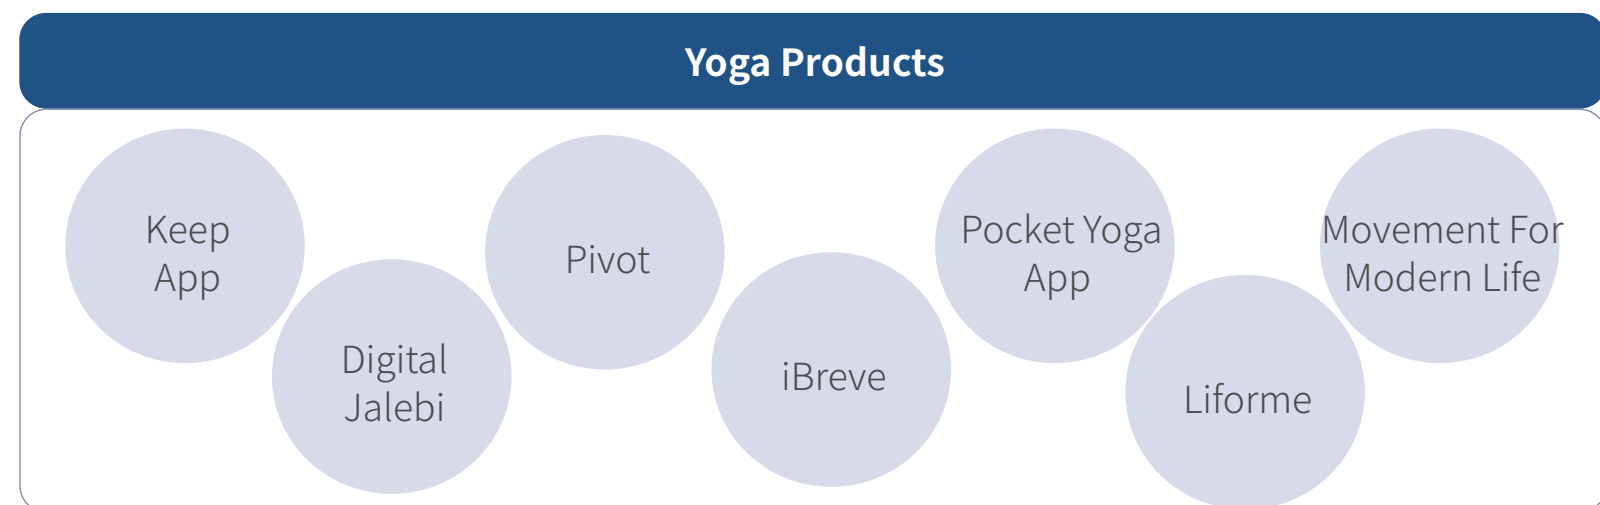 Yoga Products
Keep
App
Digital
Jalebi
Pivot
iBreve
Pocket Yoga
App
Liforme
Movement For
Modern Life